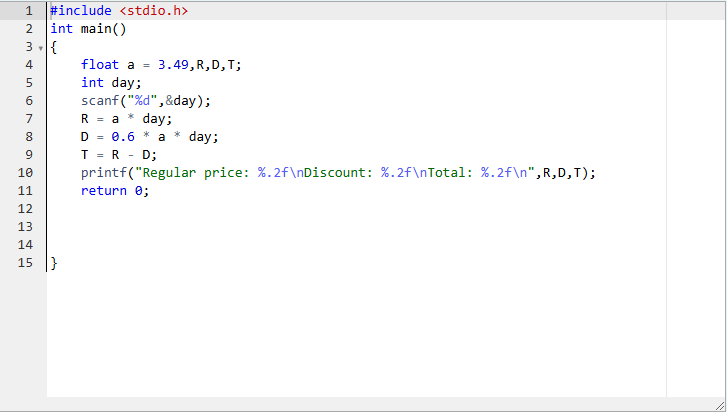 1 #include <stdio.h>
2 int main()
3 {
4 float a = 3.49,R,D,T;
5 int day;
6 scanf("%d",&day);
7 R = a * day;
8 D = 0.6 * a * day;
9 T = R - D;
10 printf("Regular price: %.2f\nDiscount: %.2f\nTotal: %.2f\n",R,D,T);
11 return 0;
12
13
14
15 }